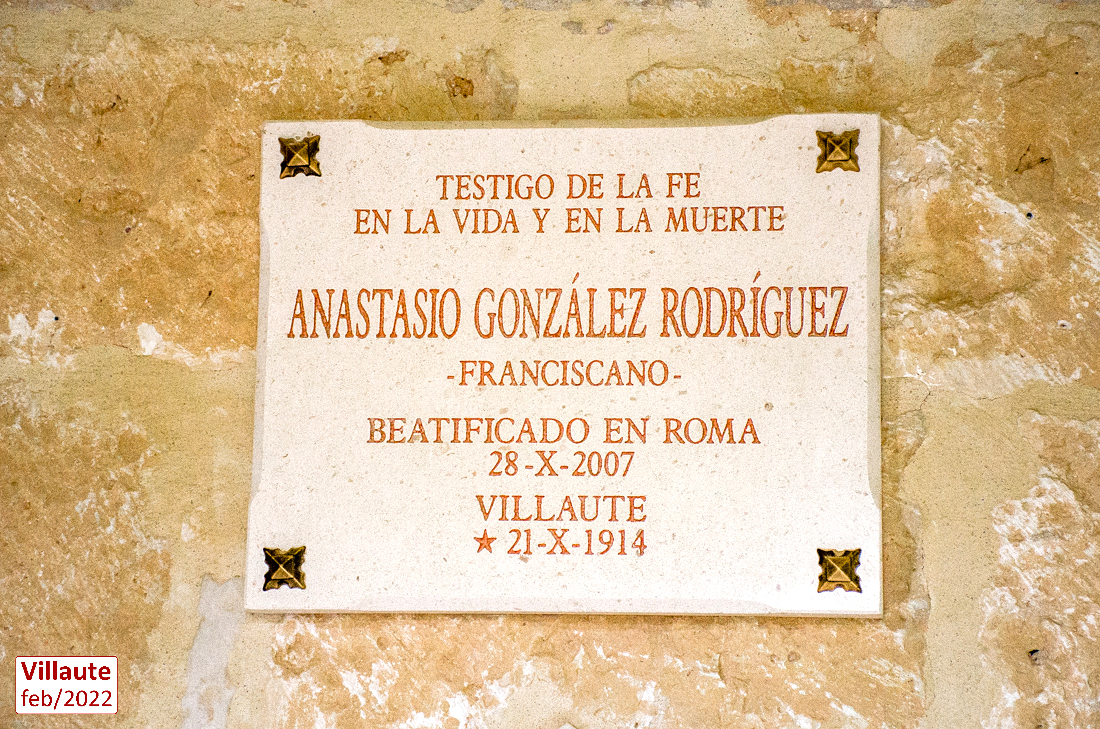 TESTIGO DE LA FE
EN LA VIDA Y EN LA MUERTE
ANASTASIO GONZÁLEZ RODRÍGUEZ
-FRANCISCANO-
BEATIFICADO EN ROMA
28-X-2007
VILLAUTE
★ 21-X-1914
Villaute
feb/2022